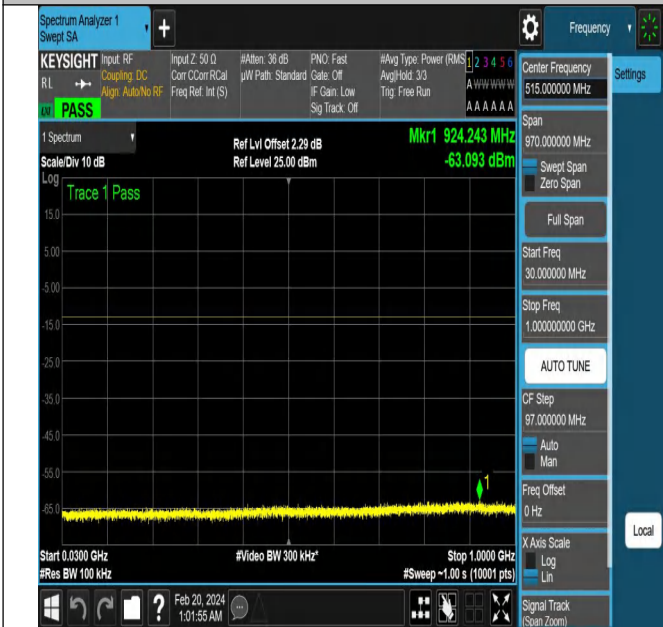 Spectrum Analyzer 1
Swept SA
+
Frequency
KEYSIGHT
RL
LXI
PASS
Input: RF
Coupling: DC
Align: Auto/No RF
Input Z: 50 Ω
Corr CCorr RCal
Freq Ref: Int (S)
#Atten: 36 dB
µW Path: Standard
PNO: Fast
Gate: Off
IF Gain: Low
Sig Track: Off
#Avg Type: Power (RMS
Avg|Hold: 3/3
Trig: Free Run
1 2 3 4 5 6
A W W W W W
A A A A A A
1 Spectrum
Scale/Div 10 dB
Log
Ref Lvl Offset 2.29 dB
Ref Level 25.00 dBm
Mkr1 924.243 MHz
-63.093 dBm
Trace 1 Pass
15.0
5.00
-5.00
-15.0
-25.0
-35.0
-45.0
-55.0
-65.0
1
Start 0.0300 GHz
#Res BW 100 kHz
#Video BW 300 kHz*
Stop 1.0000 GHz
#Sweep ~1.00 s (10001 pts)
?
Feb 20, 2024
1:01:55 AM
Center Frequency
515.000000 MHz
Span
970.000000 MHz
Swept Span
Zero Span
Full Span
Start Freq
30.000000 MHz
Stop Freq
1.000000000 GHz
AUTO TUNE
CF Step
97.000000 MHz
Auto
Man
Freq Offset
0 Hz
X Axis Scale
Log
Lin
Signal Track
(Span Zoom)
Settings
Local